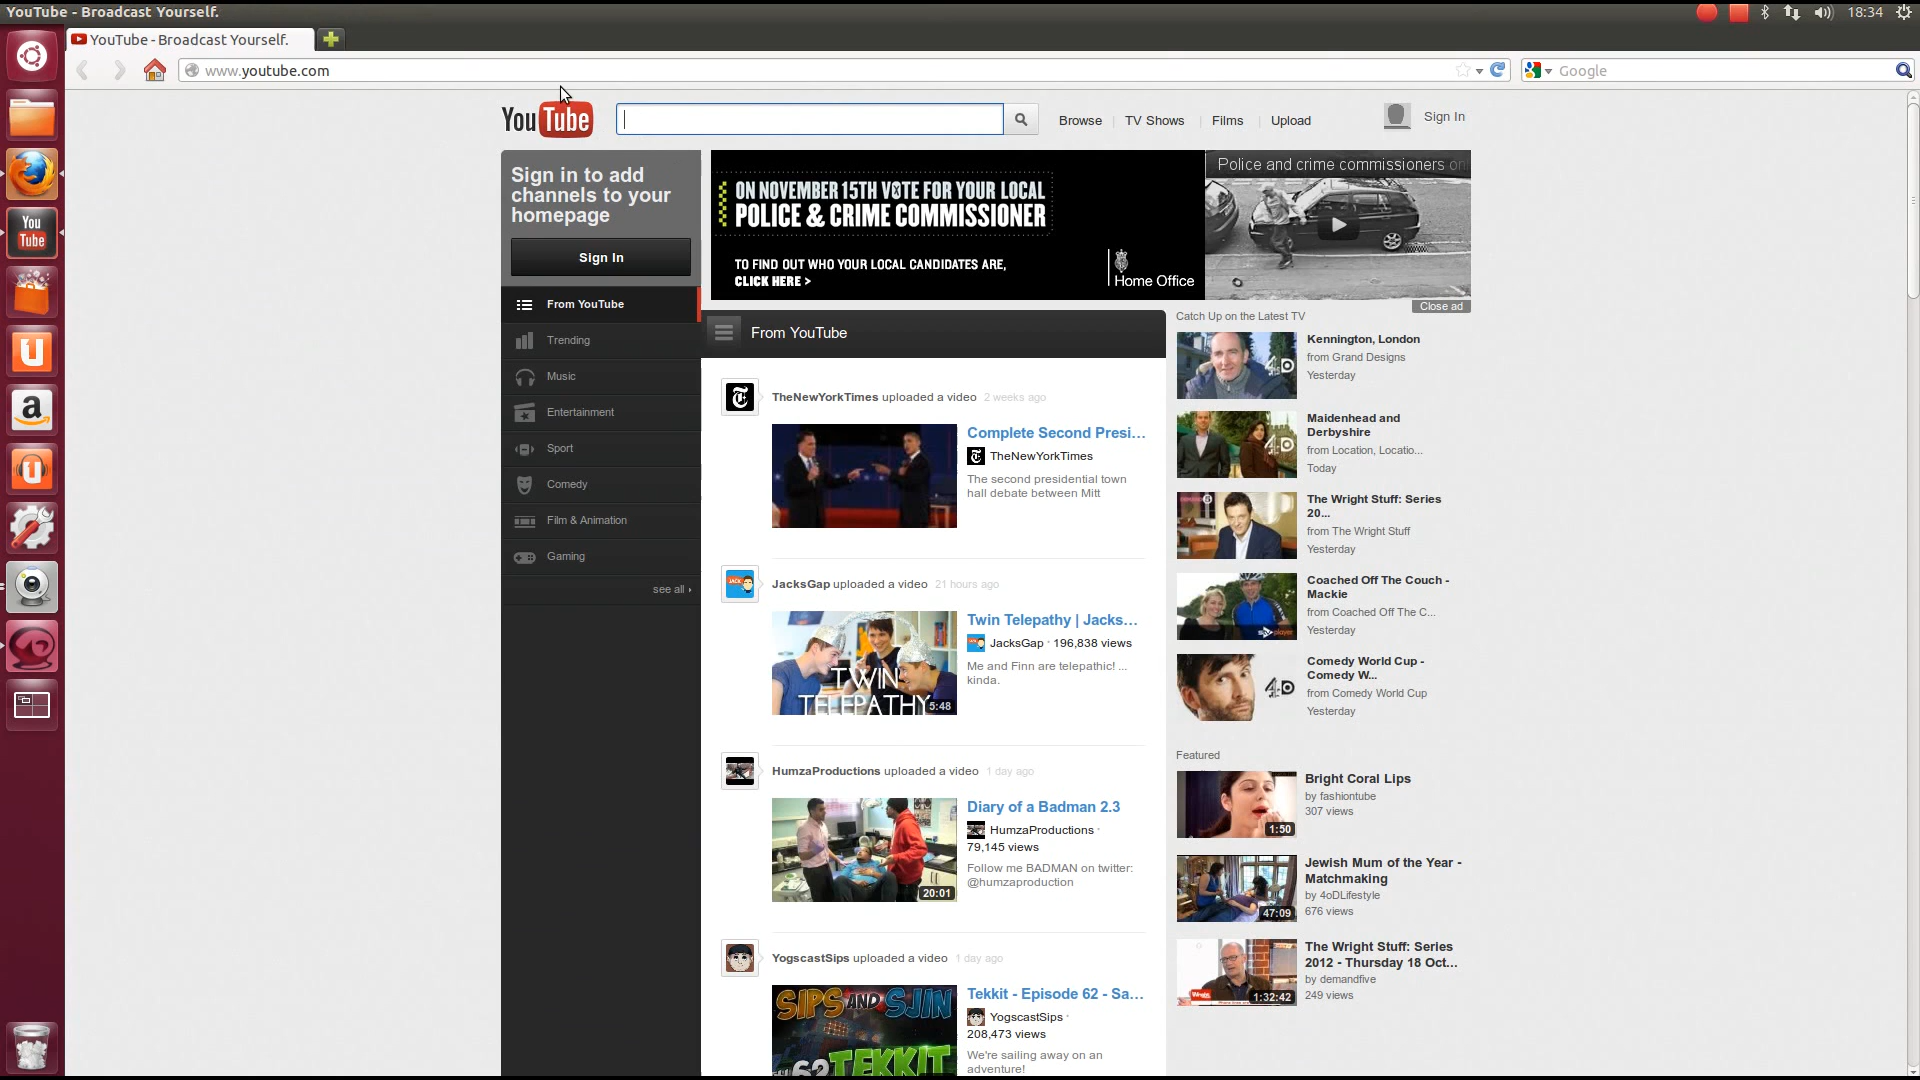 YouTube - Broadcast Yourself.
18:34
YouTube - Broadcast Yourself.
www.youtube.com
Google
YouTube
Browse
TV Shows
Films
Upload
Sign In
Sign in to add
channels to your
homepage
Sign In
From YouTube
Trending
Music
Entertainment
Sport
Comedy
Film & Animation
Gaming
see all ›
ON NOVEMBER 15TH VOTE FOR YOUR LOCAL
POLICE & CRIME COMMISSIONER
TO FIND OUT WHO YOUR LOCAL CANDIDATES ARE,
CLICK HERE >
Home Office
Police and crime commissioners on
Close ad
From YouTube
TheNewYorkTimes uploaded a video 2 weeks ago
Complete Second Presi...
TheNewYorkTimes
The second presidential town
hall debate between Mitt
JacksGap uploaded a video 21 hours ago
TWIN
TELEPATHY
5:48
Twin Telepathy | Jacks...
JacksGap · 196,838 views
Me and Finn are telepathic! ...
kinda.
HumzaProductions uploaded a video 1 day ago
20:01
Diary of a Badman 2.3
HumzaProductions ·
79,145 views
Follow me BADMAN on twitter:
@humzaproduction
YogscastSips uploaded a video 1 day ago
SIPS AND SJIN
62 TEKKIT
Tekkit - Episode 62 - Sa...
YogscastSips ·
208,473 views
We're sailing away on an
adventure!
Catch Up on the Latest TV
4oD
Kennington, London
from Grand Designs
Yesterday
4oD
Maidenhead and
Derbyshire
from Location, Locatio...
Today
The Wright Stuff: Series
20...
from The Wright Stuff
Yesterday
sky player
Coached Off The Couch -
Mackie
from Coached Off The C...
Yesterday
4oD
Comedy World Cup -
Comedy W...
from Comedy World Cup
Yesterday
Featured
1:50
Bright Coral Lips
by fashiontube
307 views
47:09
Jewish Mum of the Year -
Matchmaking
by 4oDLifestyle
676 views
1:32:42
The Wright Stuff: Series
2012 - Thursday 18 Oct...
by demandfive
249 views
You
Tube